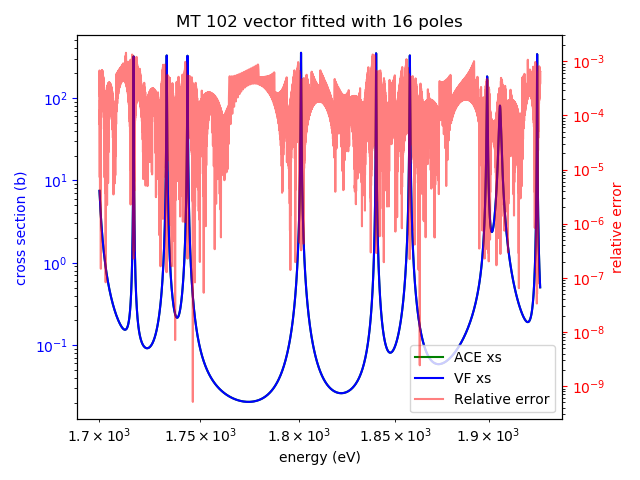 MT 102 vector fitted with 16 poles
cross section (b)
10²
10¹
10⁰
10⁻¹
10⁻³
10⁻⁴
10⁻⁵
10⁻⁶
10⁻⁷
10⁻⁸
10⁻⁹
relative error
ACE xs
VF xs
Relative error
1.7 × 10³ 1.75 × 10³ 1.8 × 10³ 1.85 × 10³ 1.9 × 10³
energy (eV)